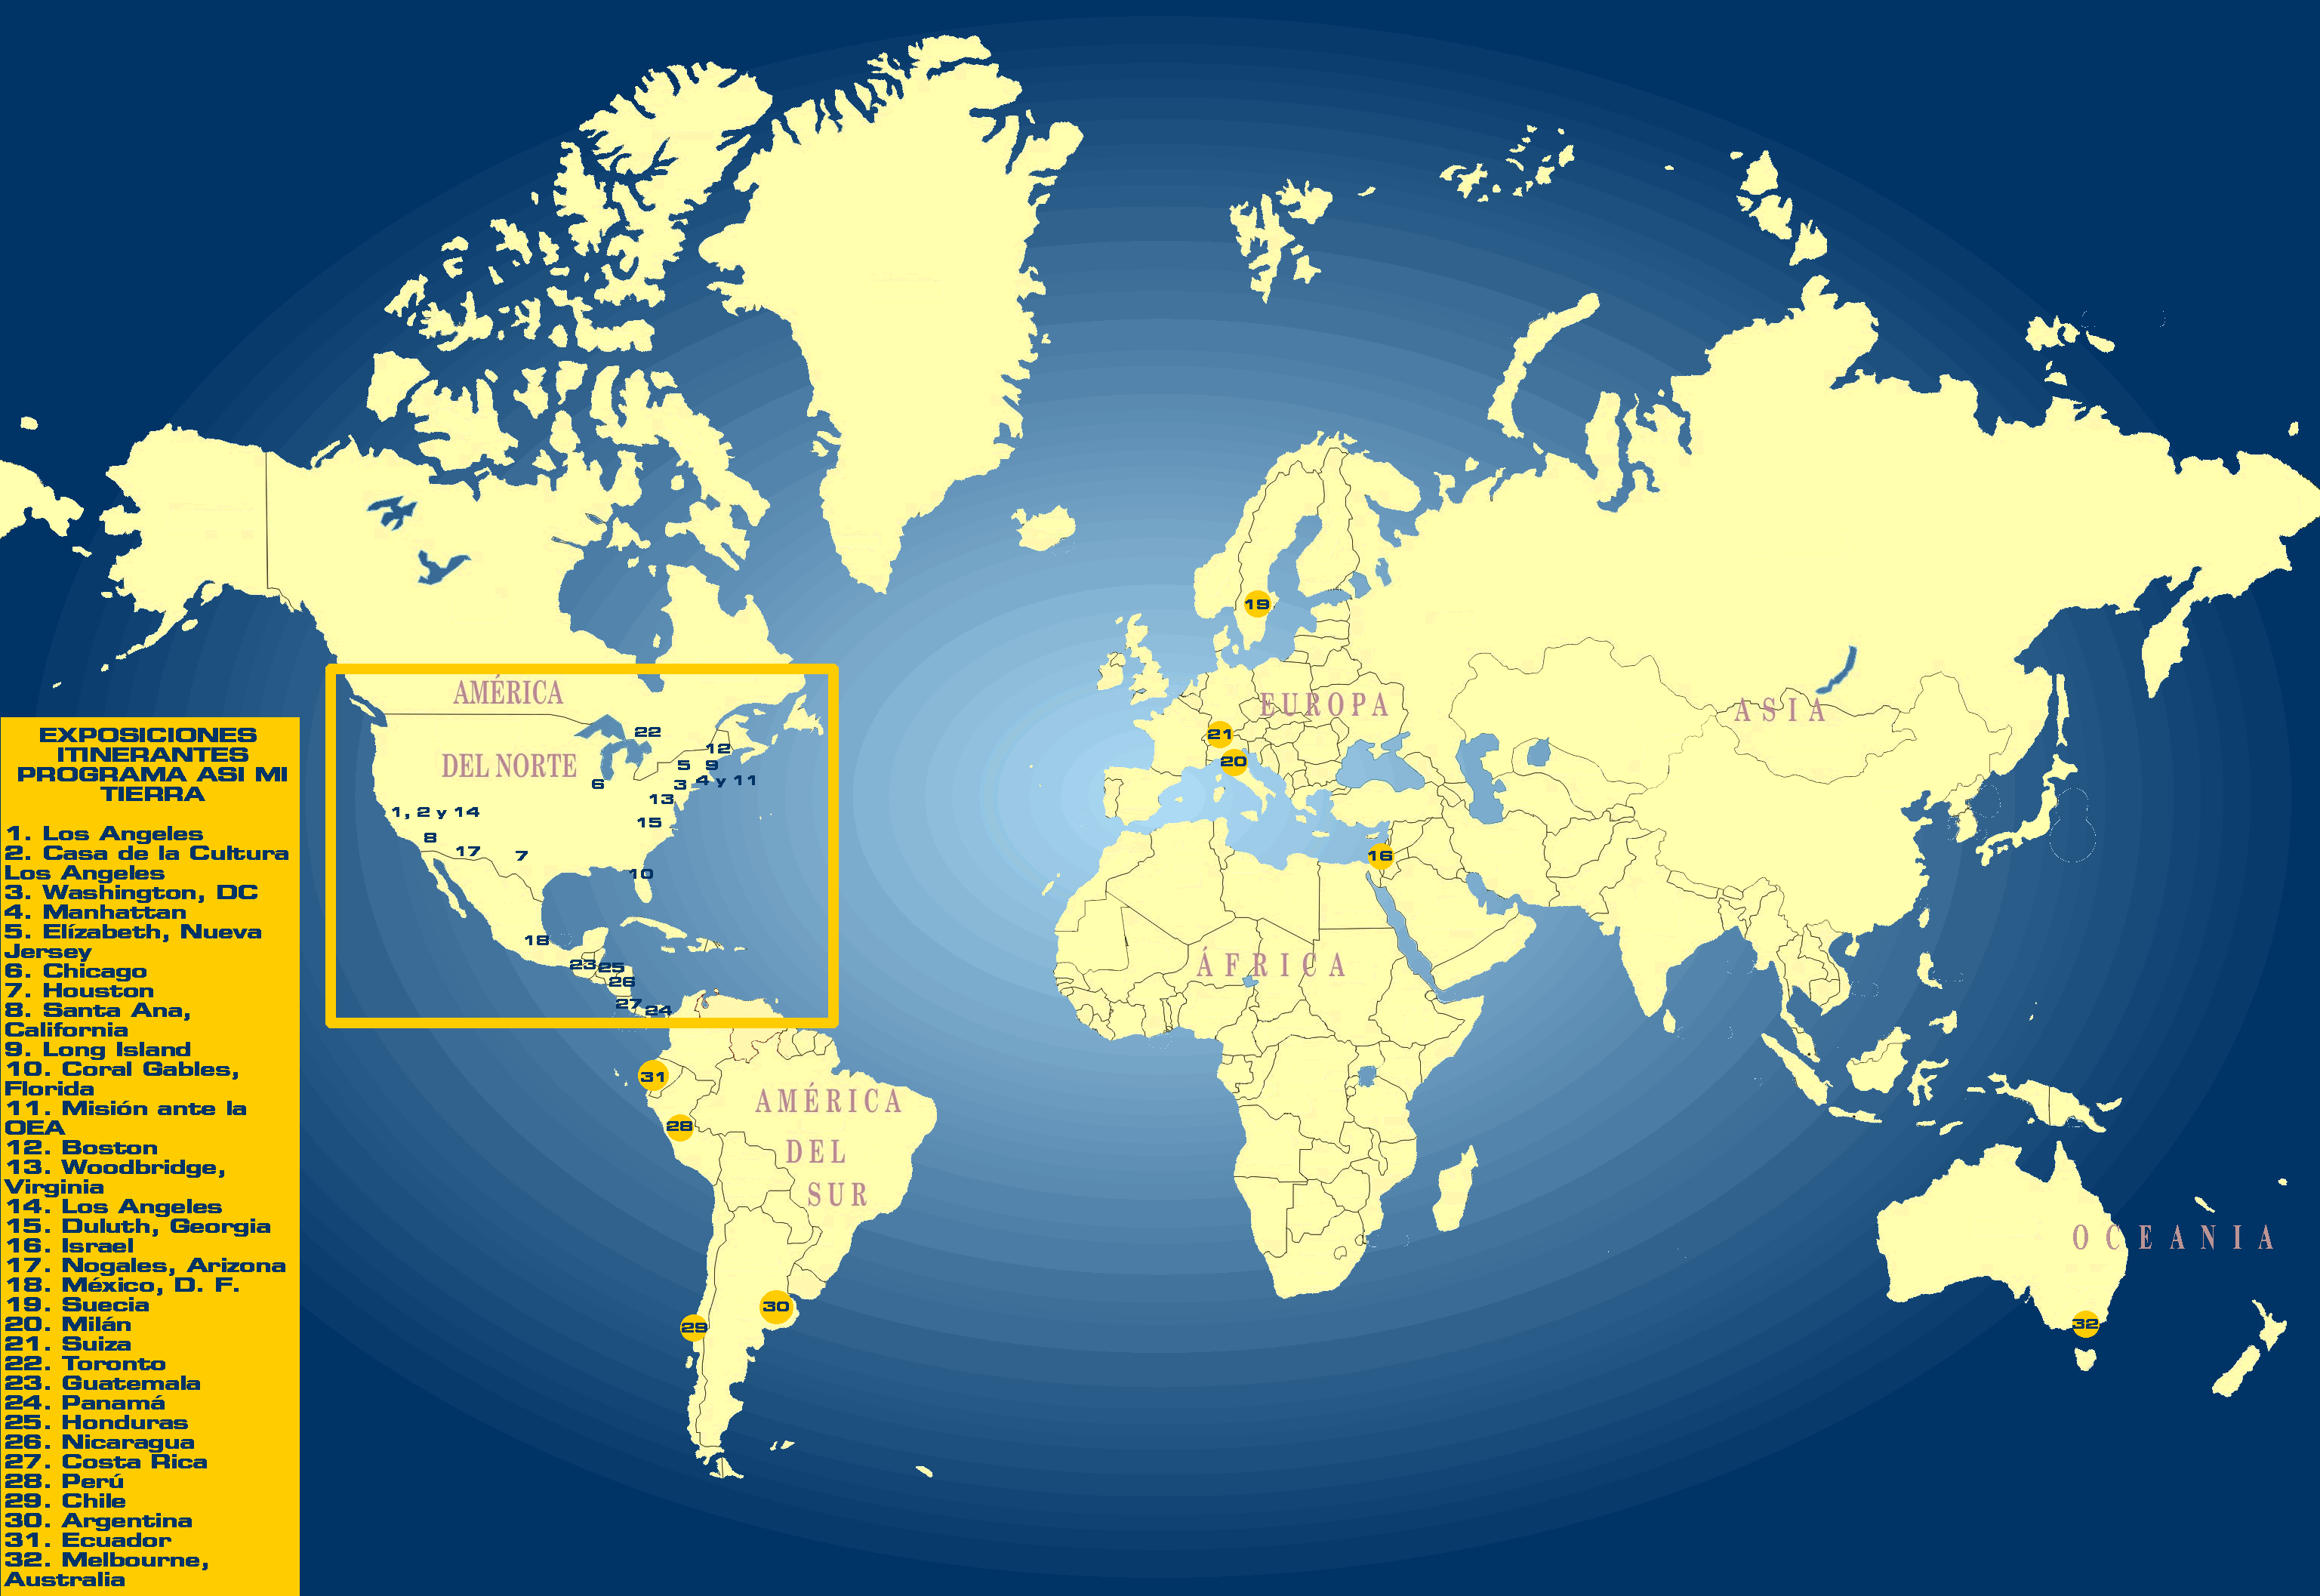 AMÉRICA
DEL NORTE
22
12
5 9
6
3 4 y 11
13
1, 2 y 14
15
8
17
7
10
18
23
25
26
27
24
19
EUROPA
21
20
ASIA
16
ÁFRICA
31
28
AMÉRICA
DEL
SUR
30
29
OCEANIA
32
EXPOSICIONES
ITINERANTES
PROGRAMA ASI MI
TIERRA
1. Los Angeles
2. Casa de la Cultura
Los Angeles
3. Washington, DC
4. Manhattan
5. Elízabeth, Nueva
Jersey
6. Chicago
7. Houston
8. Santa Ana,
California
9. Long Island
10. Coral Gables,
Florida
11. Misión ante la
OEA
12. Boston
13. Woodbridge,
Virginia
14. Los Angeles
15. Duluth, Georgia
16. Israel
17. Nogales, Arizona
18. México, D. F.
19. Suecia
20. Milán
21. Suiza
22. Toronto
23. Guatemala
24. Panamá
25. Honduras
26. Nicaragua
27. Costa Rica
28. Perú
29. Chile
30. Argentina
31. Ecuador
32. Melbourne,
Australia